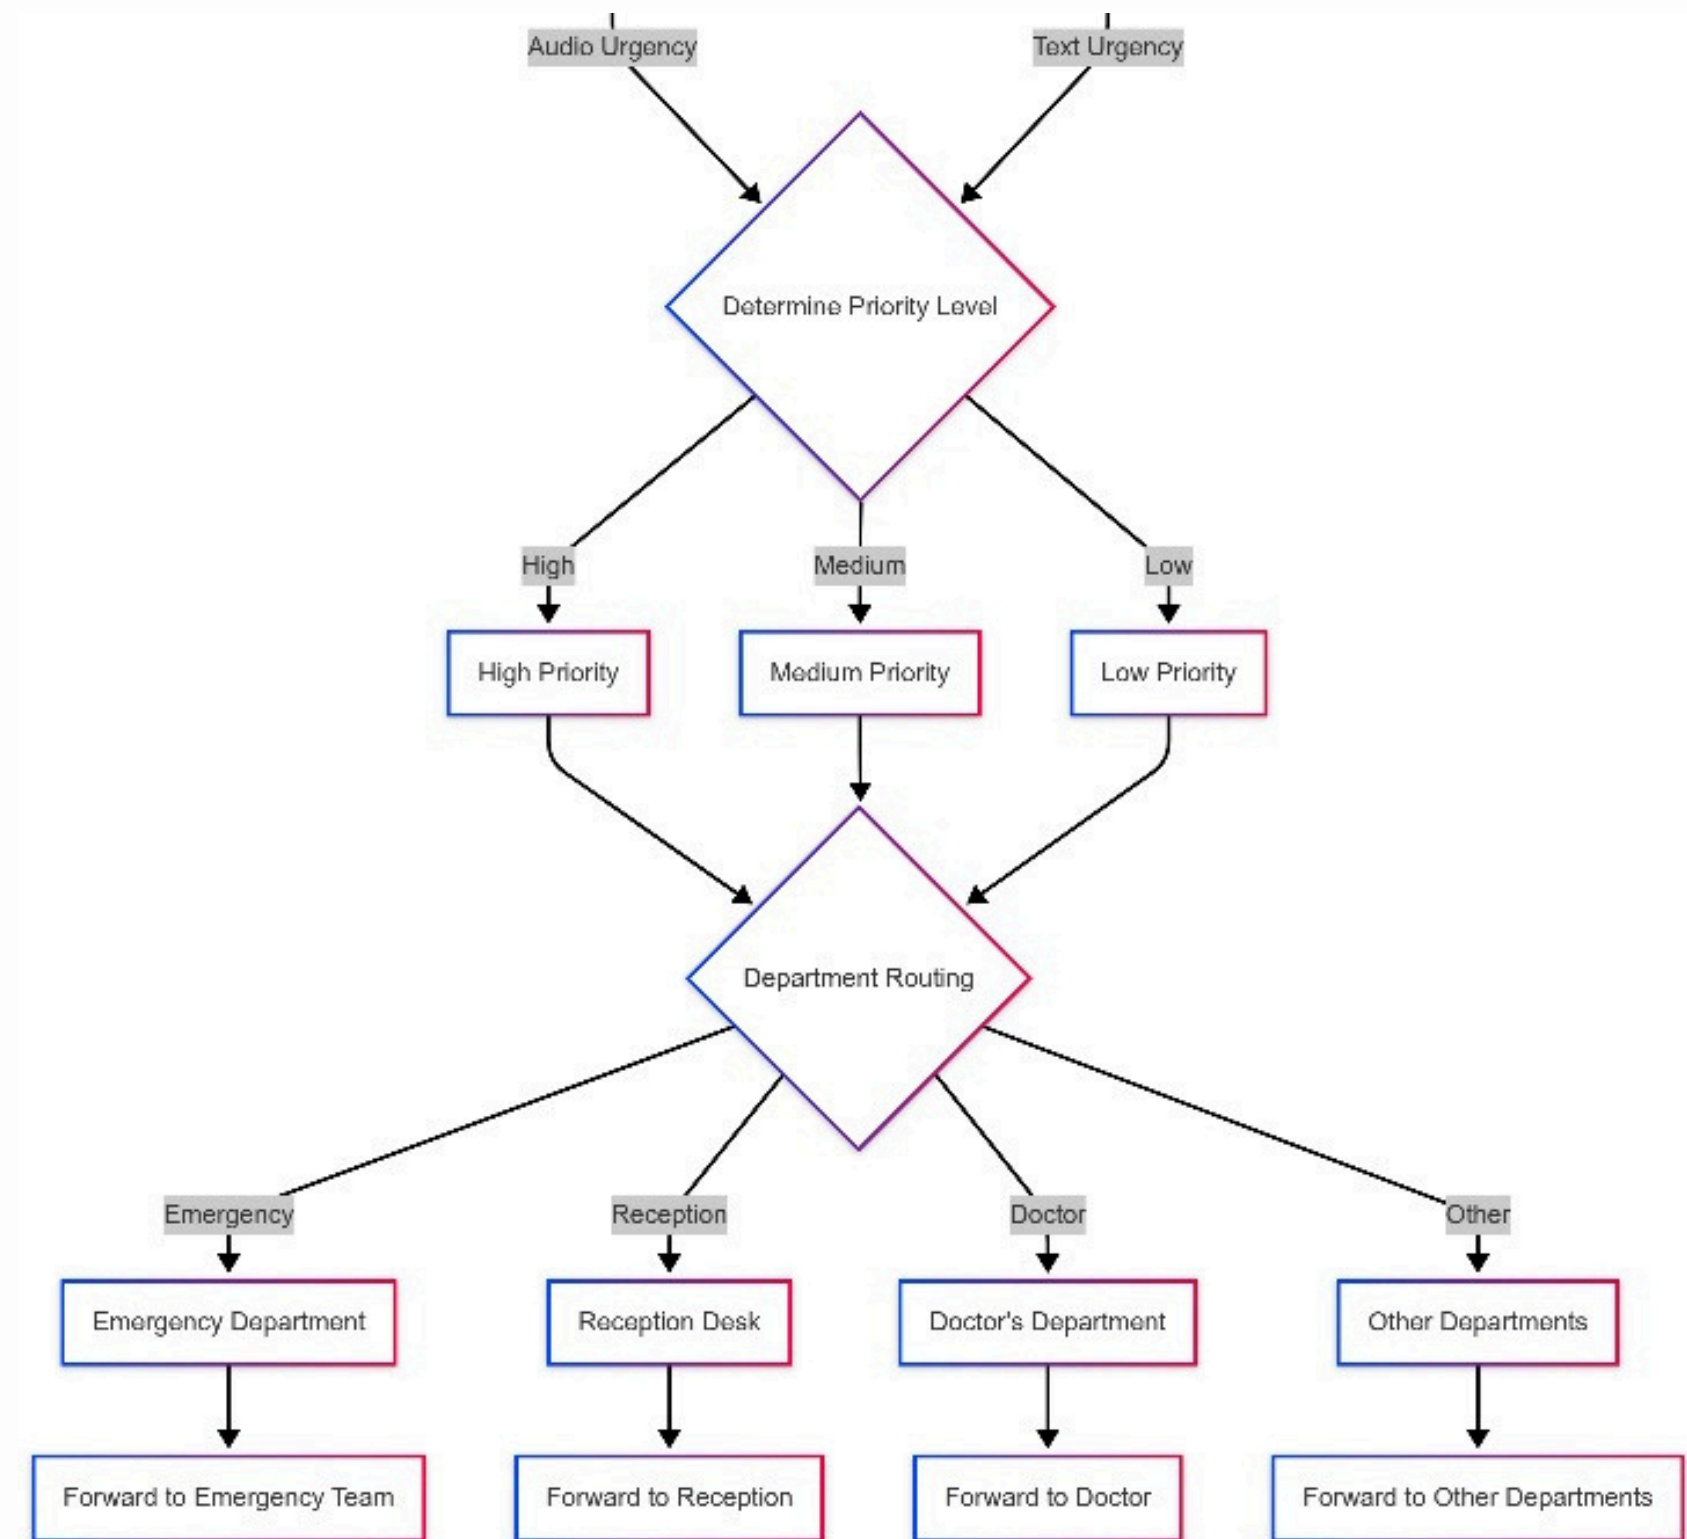 Audio Urgency
Text Urgency
Determine Priority Level
High
Medium
Low
High Priority
Medium Priority
Low Priority
Department Routing
Emergency
Reception
Doctor
Other
Emergency Department
Reception Desk
Doctor's Department
Other Departments
Forward to Emergency Team
Forward to Reception
Forward to Doctor
Forward to Other Departments